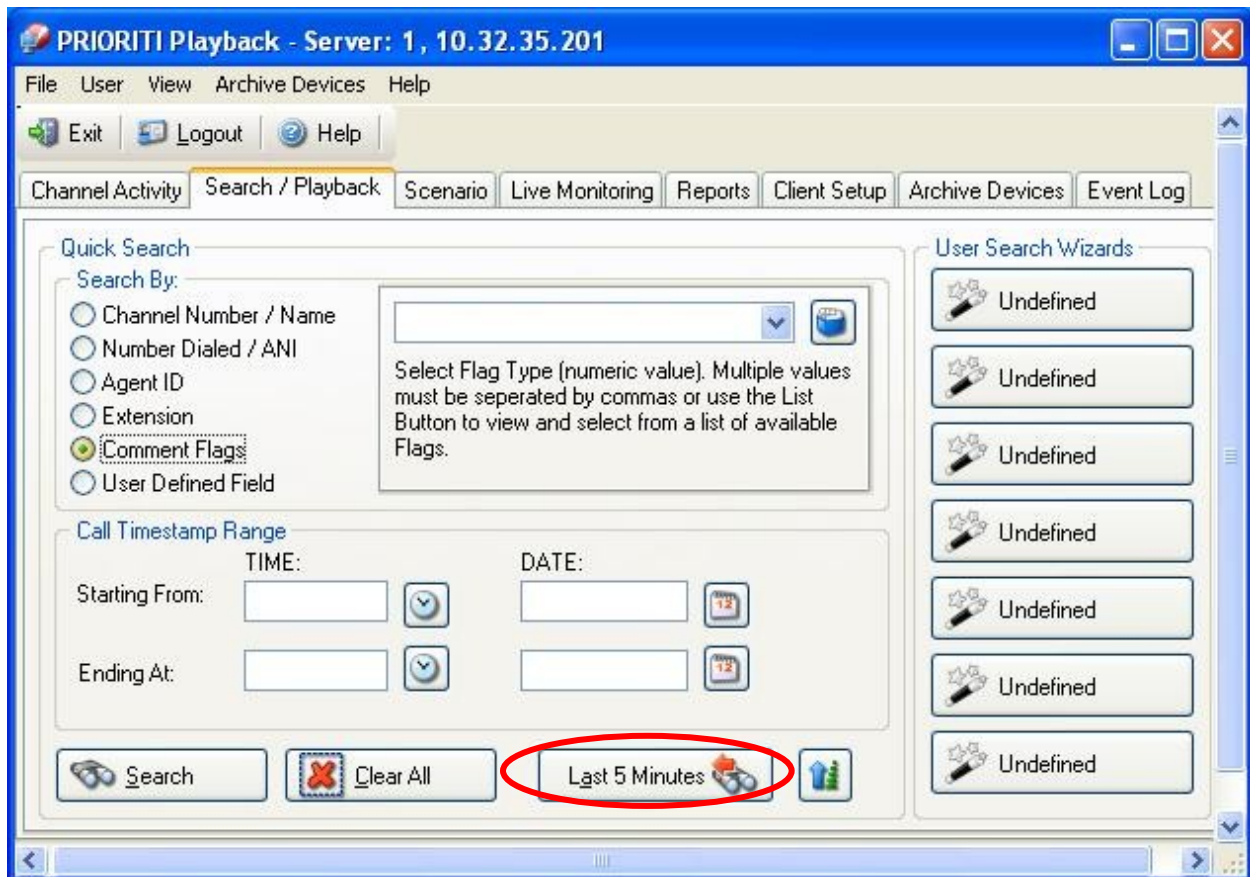 PRIORITI Playback - Server: 1, 10.32.35.201
File User View Archive Devices Help
Exit Logout Help
Channel Activity Search / Playback Scenario Live Monitoring Reports Client Setup Archive Devices Event Log
Quick Search
Search By:
Channel Number / Name
Number Dialed / ANI
Agent ID
Extension
Comment Flags
User Defined Field
Select Flag Type (numeric value). Multiple values
must be seperated by commas or use the List
Button to view and select from a list of available
Flags.
Call Timestamp Range
TIME: DATE:
Starting From:
12
Ending At:
12
Search Clear All Last 5 Minutes
User Search Wizards
Undefined
Undefined
Undefined
Undefined
Undefined
Undefined
Undefined